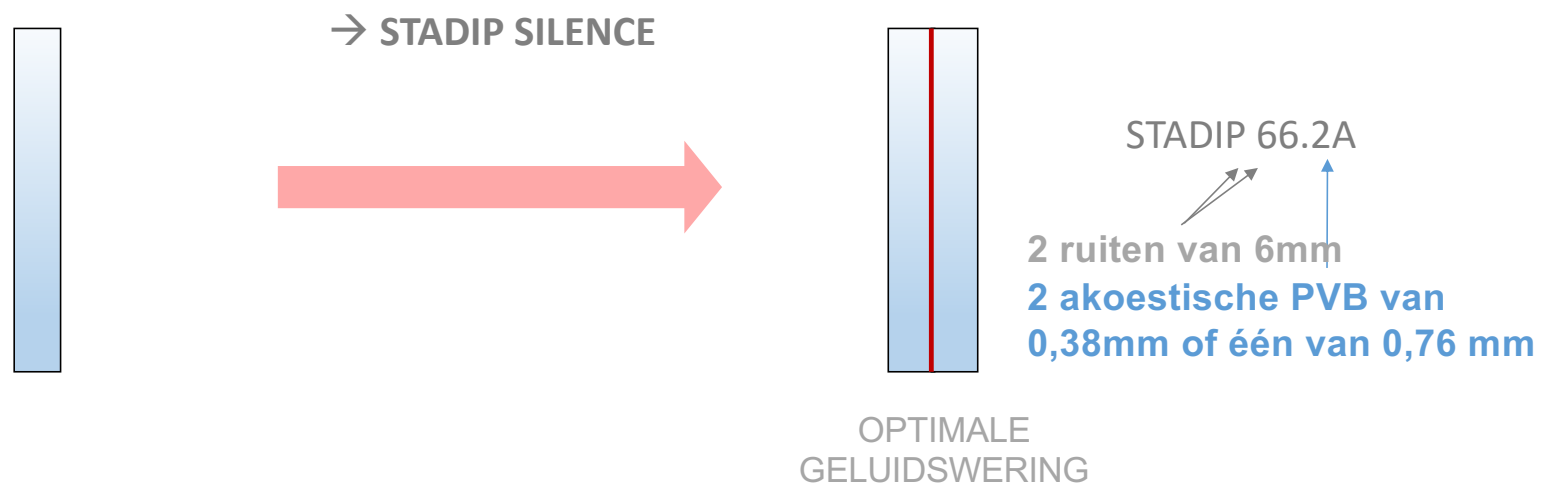 → STADIP SILENCE
STADIP 66.2A
2 ruiten van 6mm
2 akoestische PVB van
0,38mm of één van 0,76 mm
OPTIMALE
GELUIDSWERING